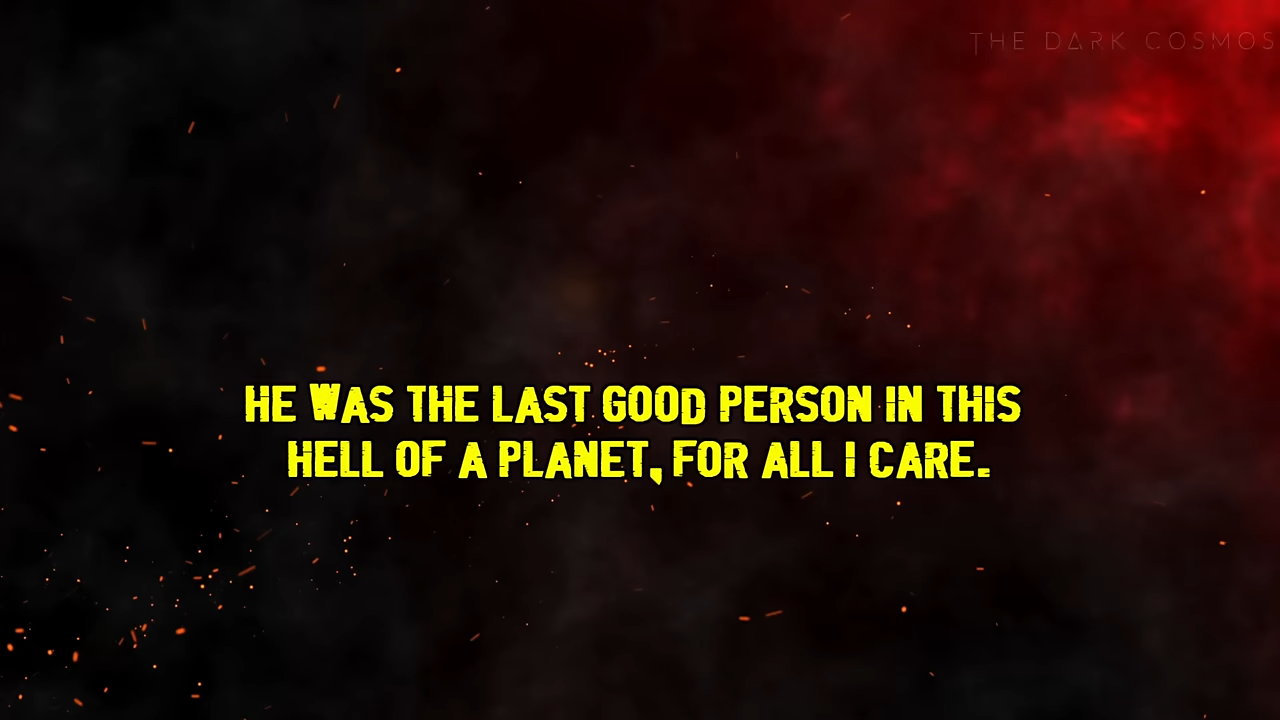 THE DARK COSMOS
HE WAS THE LAST GOOD PERSON IN THIS
HELL OF A PLANET, FOR ALL I CARE.